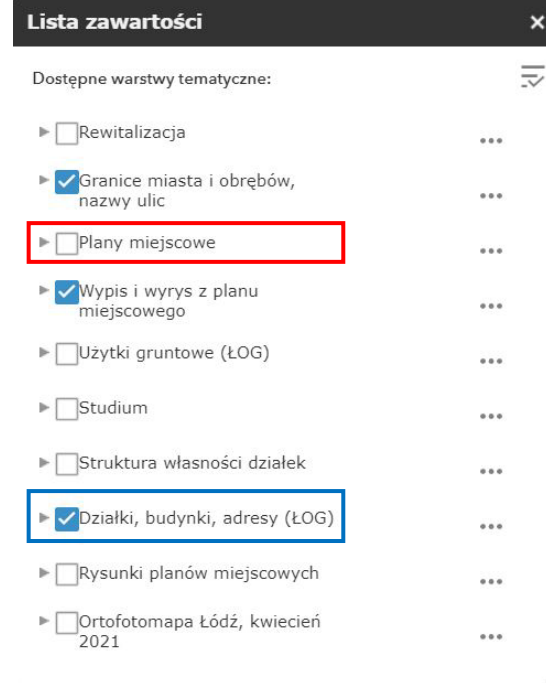 Lista zawartości
Dostępne warstwy tematyczne:
Rewitalizacja
Granice miasta i obrębów,
nazwy ulic
Plany miejscowe
Wypis i wyrys z planu
miejscowego
Użytki gruntowe (ŁOG)
Studium
Struktura własności działek
Działki, budynki, adresy (ŁOG)
Rysunki planów miejscowych
Ortofotomapa Łódź, kwiecień
2021